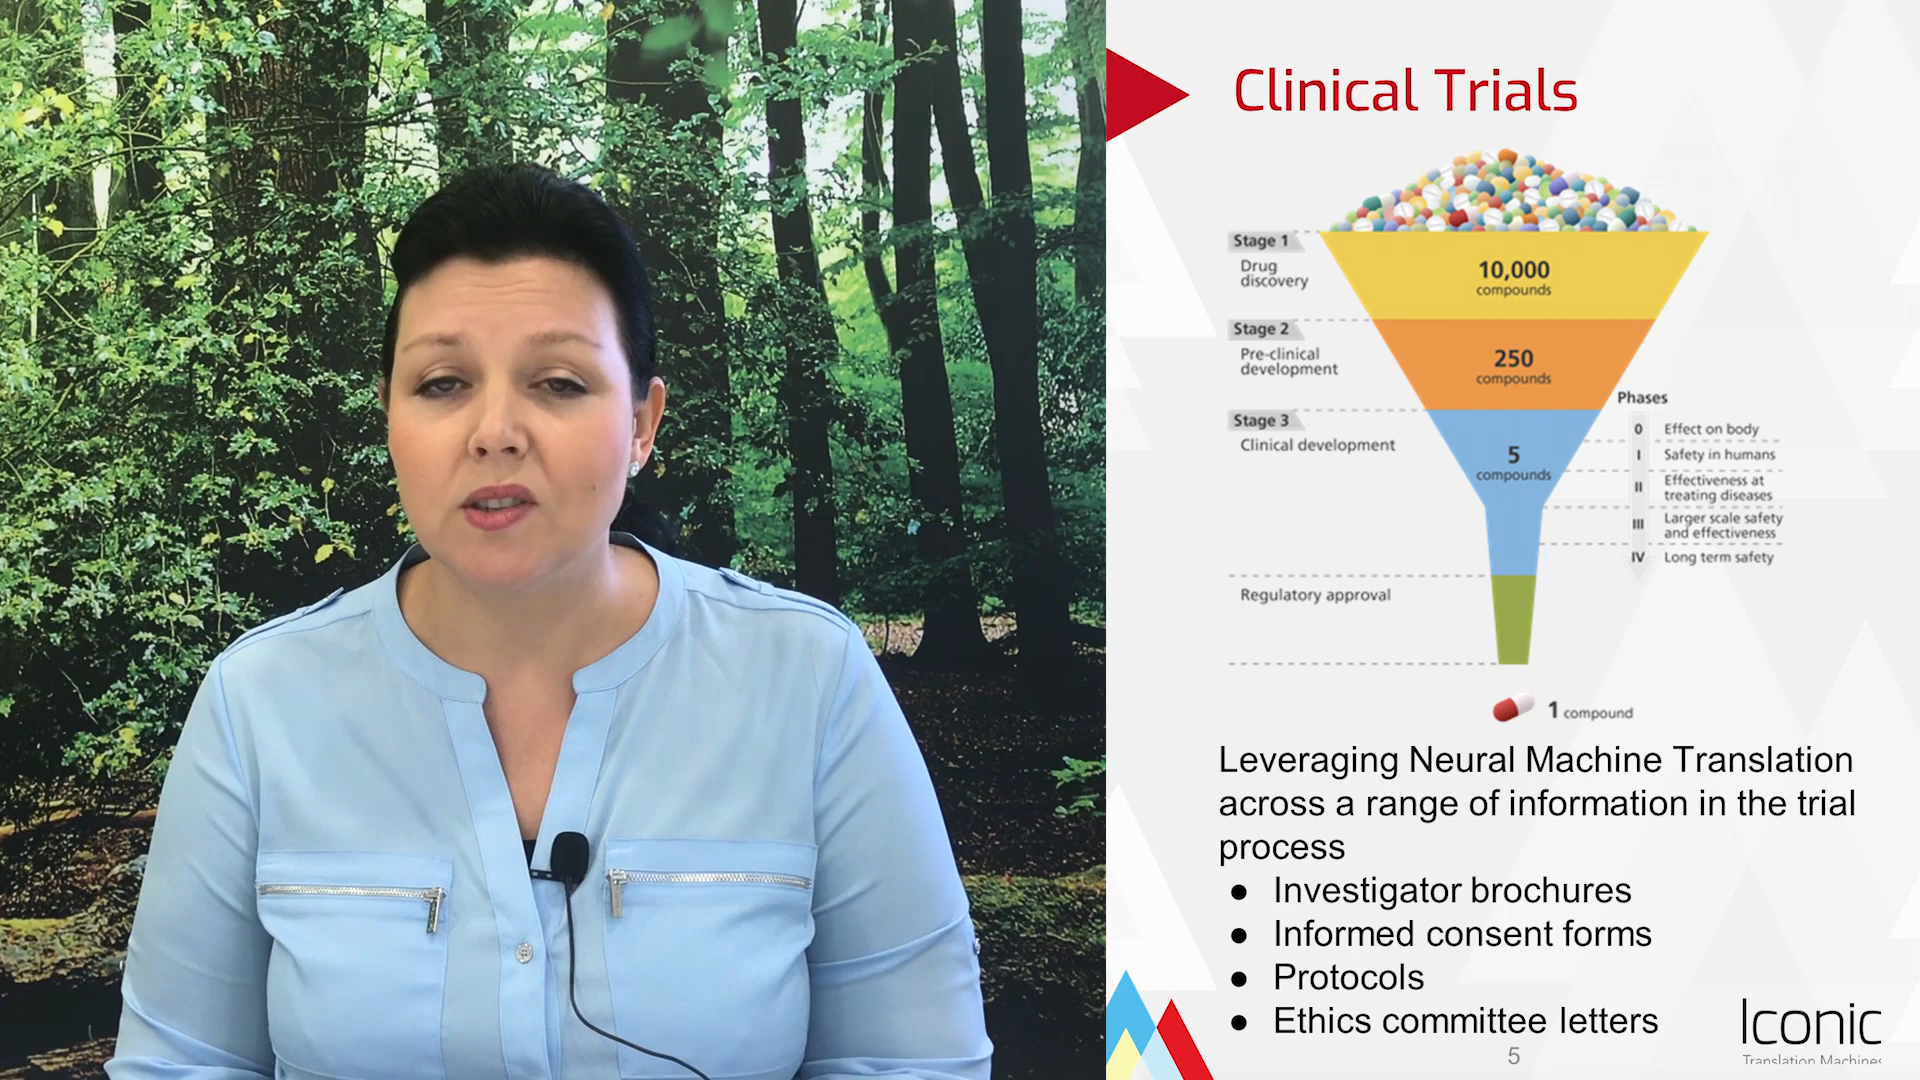 Clinical Trials
Stage 1
Drug
discovery
10,000
compounds
Stage 2
Pre-clinical
development
250
compounds
Stage 3
Clinical development
5
compounds
Phases
0 Effect on body
I Safety in humans
II Effectiveness at
treating diseases
III Larger scale safety
and effectiveness
IV Long term safety
Regulatory approval
1 compound
Leveraging Neural Machine Translation
across a range of information in the trial
process
● Investigator brochures
● Informed consent forms
● Protocols
● Ethics committee letters
5
Iconic
Translation Machines